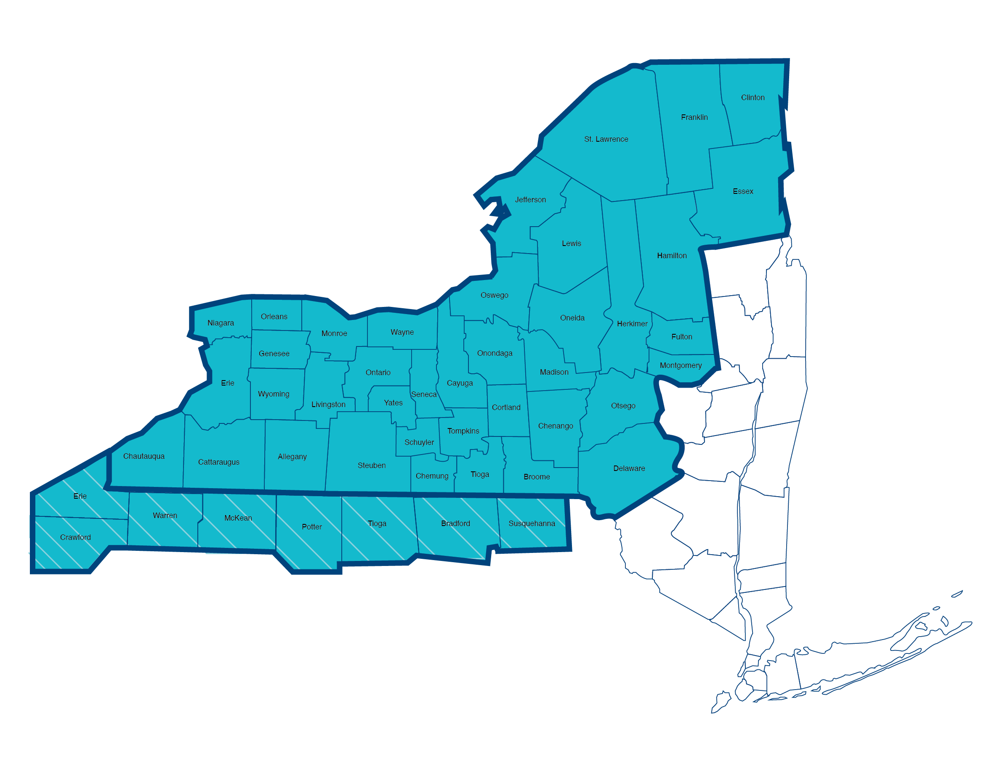 Clinton
Franklin
St. Lawrence
Essex
Jefferson
Lewis
Hamilton
Oswego
Oneida
Orleans
Niagara
Herkimer
Wayne
Monroe
Fulton
Onondaga
Genesee
Montgomery
Madison
Ontario
Erie
Cayuga
Wyoming
Seneca
Yates
Livingston
Otsego
Cortland
Chenango
Tompkins
Schuyler
Chautauqua
Allegany
Cattaraugus
Steuben
Delaware
Tioga
Chemung
Broome
Erie
Warren
McKean
Tioga
Bradford
Susquehanna
Potter
Crawford